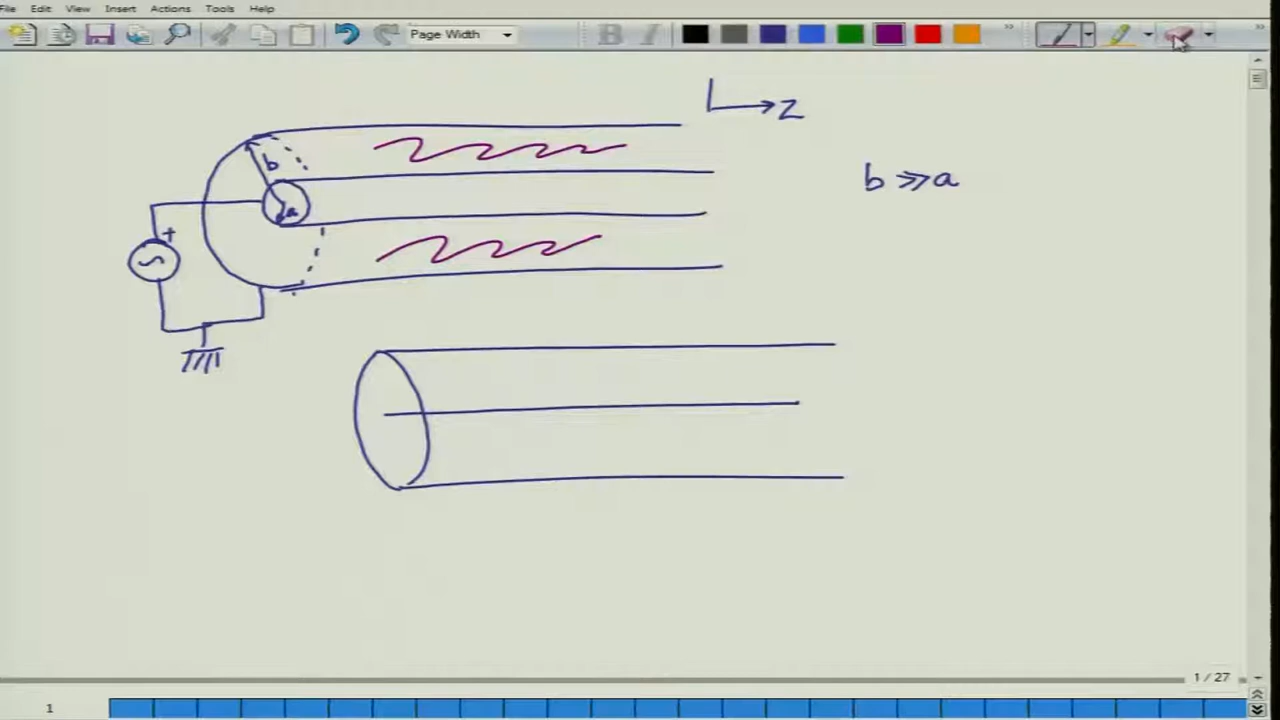 File Edit View Insert Actions Tools Help
Page Width B I
z
b
a
b >> a
+
1 / 27
1